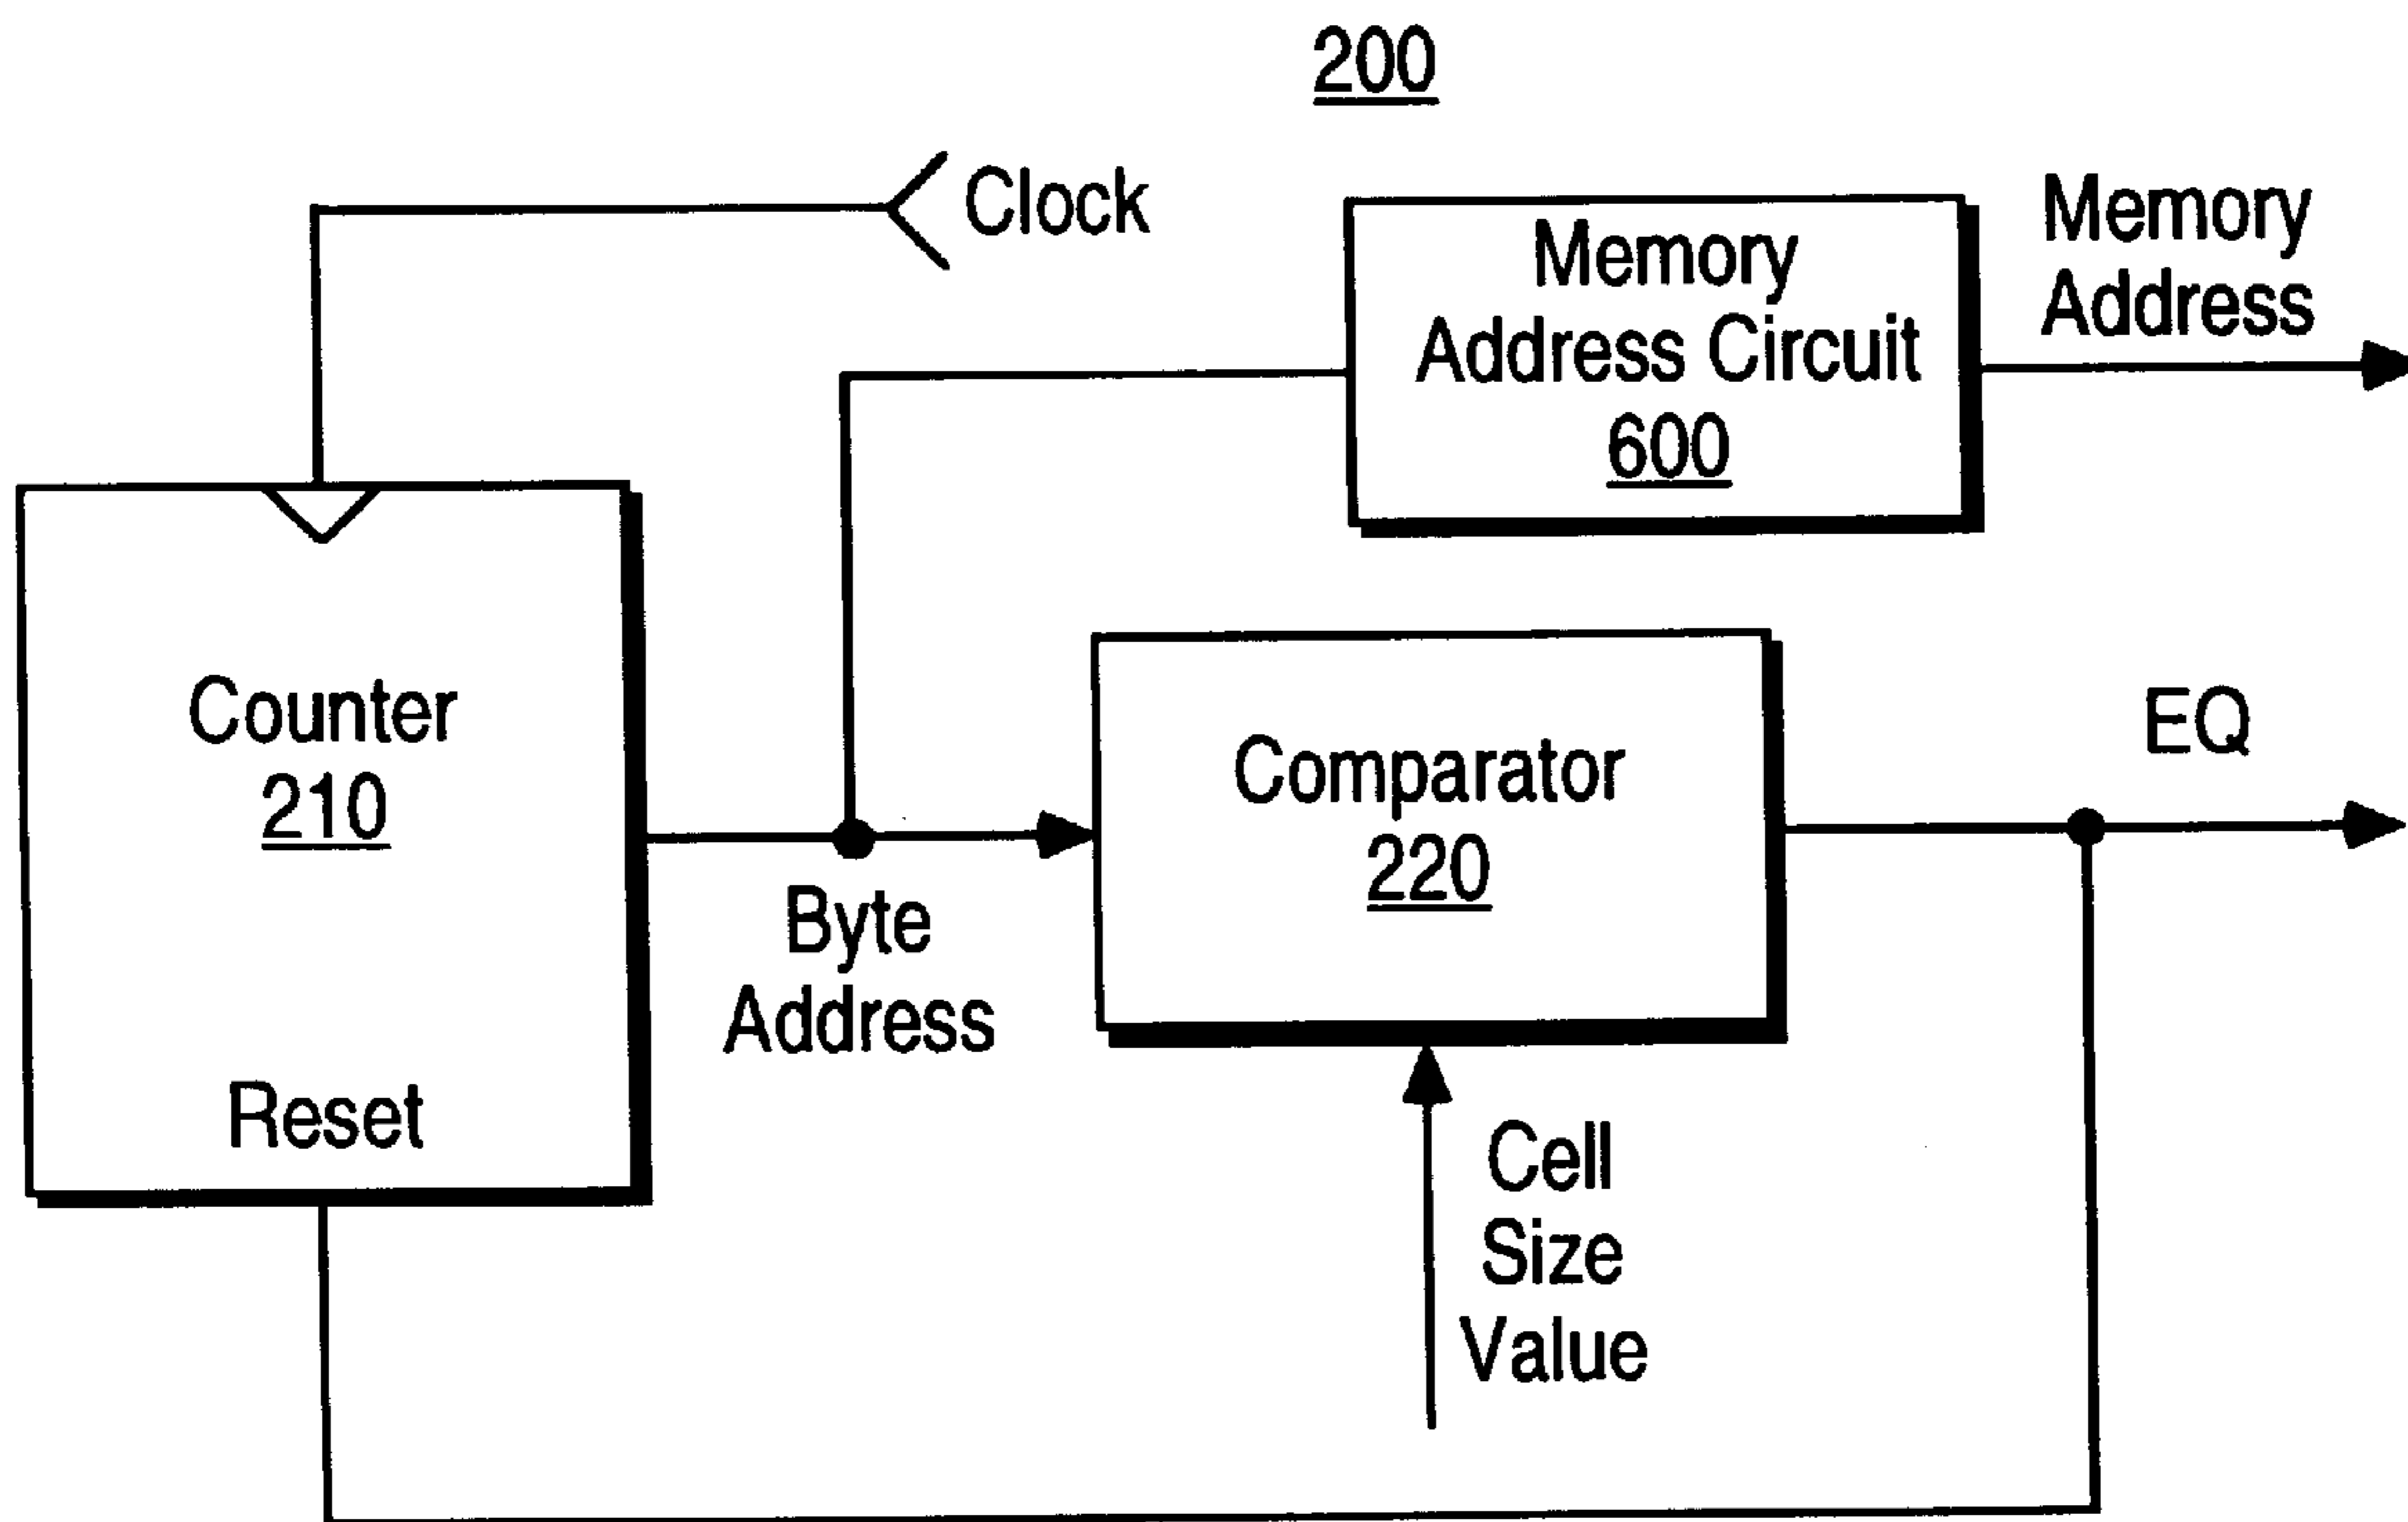 200
Clock
Memory
Address Circuit
600
Memory
Address
Counter
210
Reset
Byte
Address
Comparator
220
EQ
Cell
Size
Value